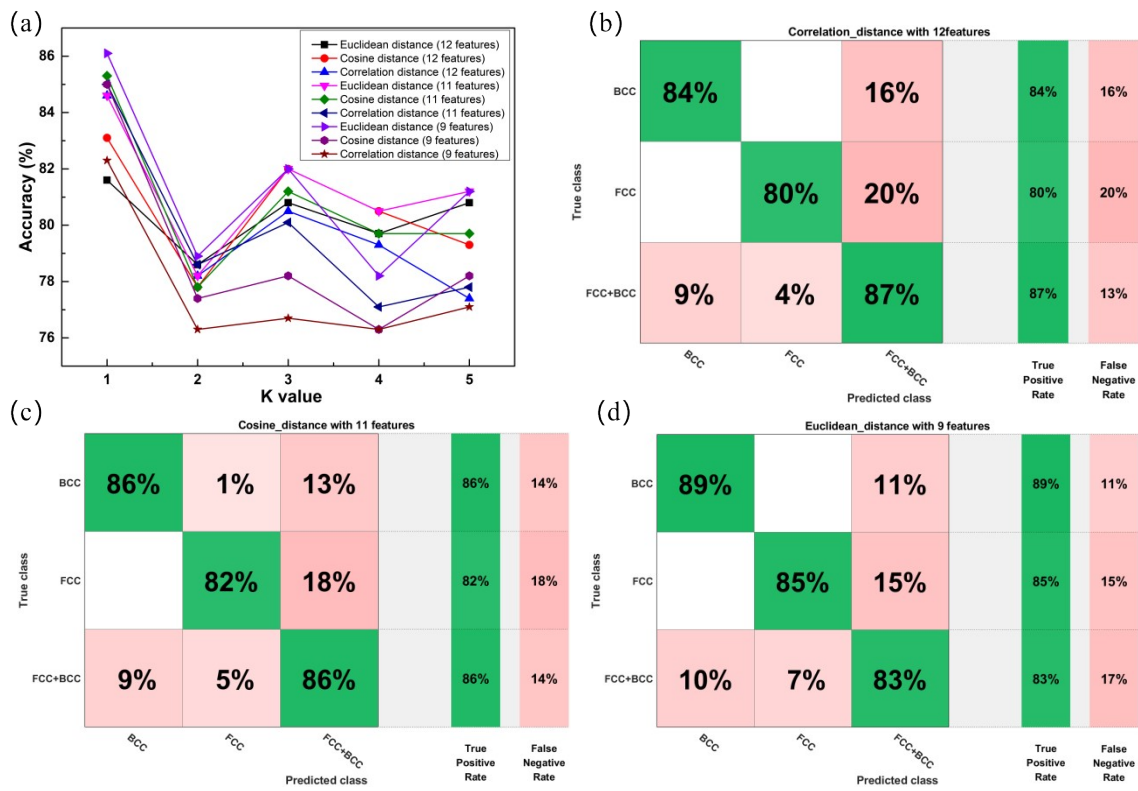 (a)
Accuracy (%)
86
84
82
80
78
76
1 2 3 4 5
K value
Euclidean distance (12 features)
Cosine distance (12 features)
Correlation distance (12 features)
Euclidean distance (11 features)
Cosine distance (11 features)
Correlation distance (11 features)
Euclidean distance (9 features)
Cosine distance (9 features)
Correlation distance (9 features)
(b)
Correlation_distance with 12features
True class
BCC 84% 16% 84% 16%
FCC 80% 20% 80% 20%
FCC+BCC 9% 4% 87% 87% 13%
BCC FCC FCC+BCC
Predicted class
True
Positive
Rate
False
Negative
Rate
(c)
Cosine_distance with 11 features
True class
BCC 86% 1% 13% 86% 14%
FCC 82% 18% 82% 18%
FCC+BCC 9% 5% 86% 86% 14%
BCC FCC FCC+BCC
Predicted class
True
Positive
Rate
False
Negative
Rate
(d)
Euclidean_distance with 9 features
True class
BCC 89% 11% 89% 11%
FCC 85% 15% 85% 15%
FCC+BCC 10% 7% 83% 83% 17%
BCC FCC FCC+BCC
Predicted class
True
Positive
Rate
False
Negative
Rate